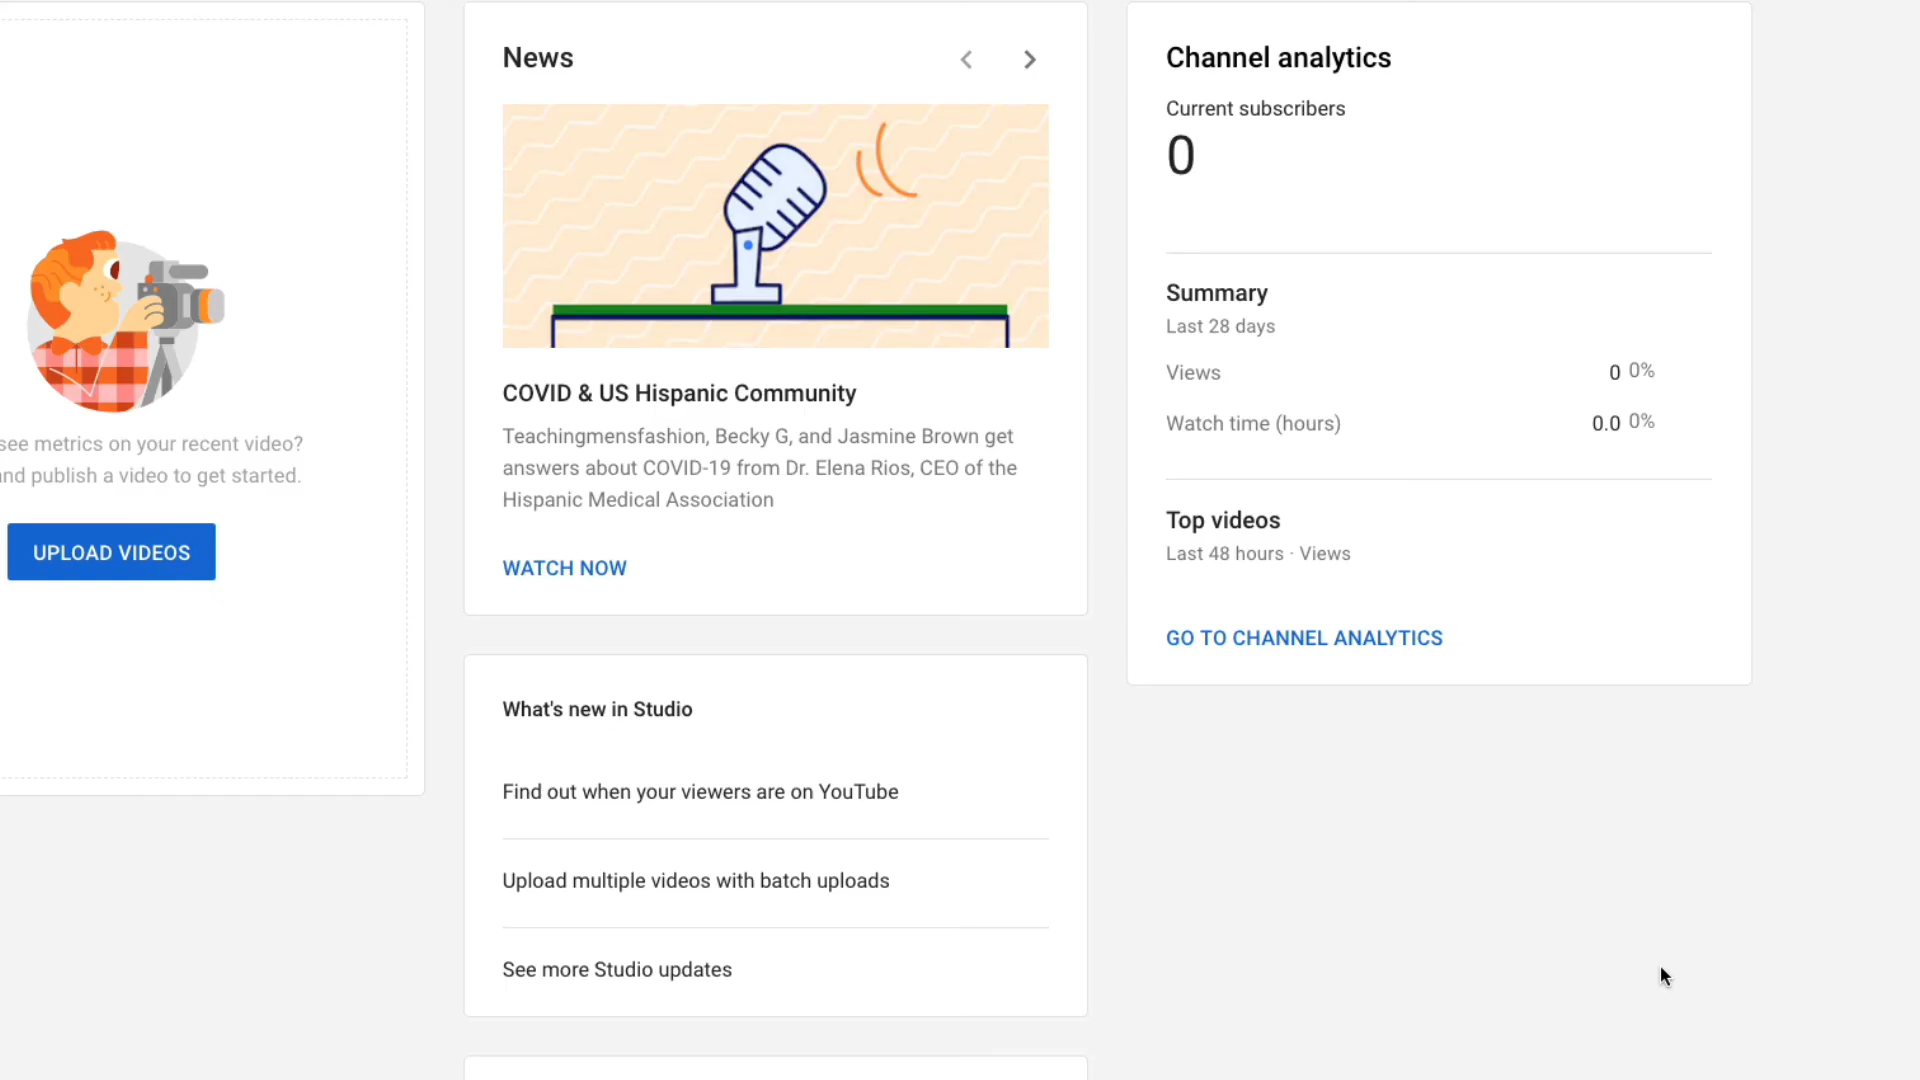 see metrics on your recent video?
and publish a video to get started.
UPLOAD VIDEOS
News
COVID & US Hispanic Community
Teachingmensfashion, Becky G, and Jasmine Brown get
answers about COVID-19 from Dr. Elena Rios, CEO of the
Hispanic Medical Association
WATCH NOW
What's new in Studio
Find out when your viewers are on YouTube
Upload multiple videos with batch uploads
See more Studio updates
Channel analytics
Current subscribers
0
Summary
Last 28 days
Views 0 0%
Watch time (hours) 0.0 0%
Top videos
Last 48 hours · Views
GO TO CHANNEL ANALYTICS